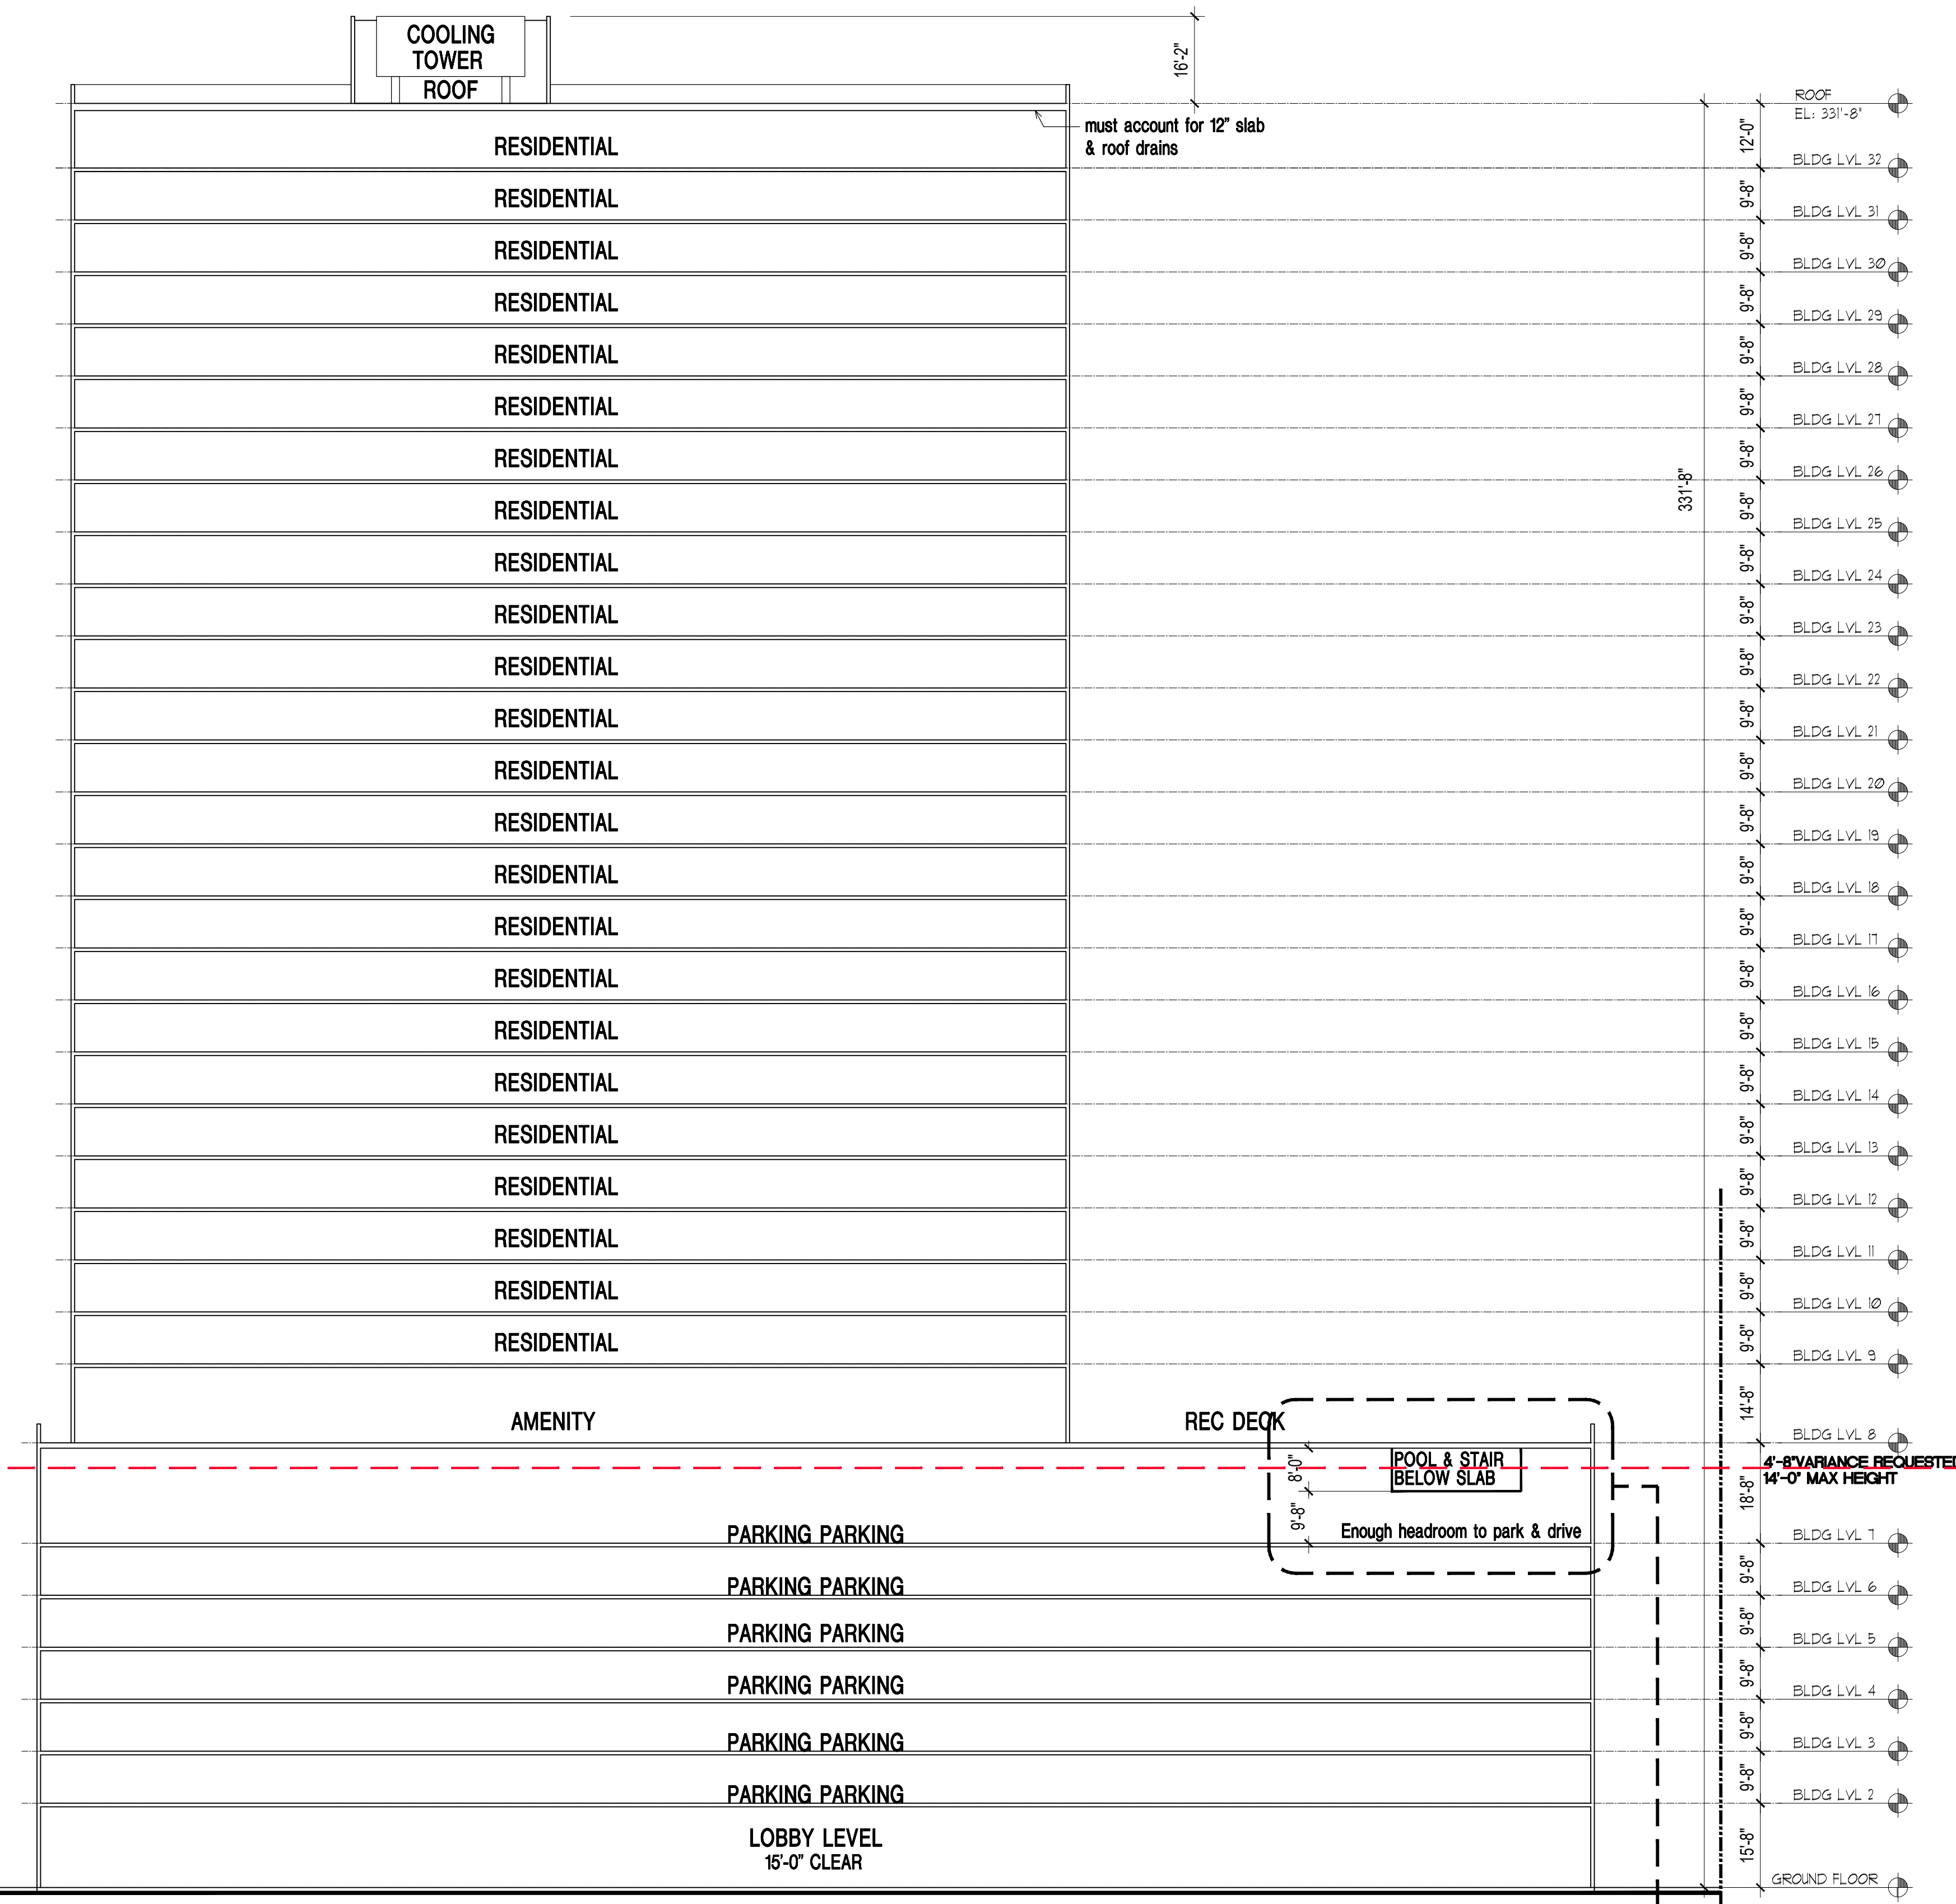 COOLING
TOWER
ROOF
16'-2"
ROOF
EL: 331'-8"
must account for 12" slab
& roof drains
12'-0"
RESIDENTIAL
BLDG LVL 32
9'-8"
RESIDENTIAL
BLDG LVL 31
9'-8"
RESIDENTIAL
BLDG LVL 30
9'-8"
RESIDENTIAL
BLDG LVL 29
9'-8"
RESIDENTIAL
BLDG LVL 28
9'-8"
RESIDENTIAL
BLDG LVL 27
9'-8"
RESIDENTIAL
BLDG LVL 26
331'-8"
9'-8"
RESIDENTIAL
BLDG LVL 25
9'-8"
RESIDENTIAL
BLDG LVL 24
9'-8"
RESIDENTIAL
BLDG LVL 23
9'-8"
RESIDENTIAL
BLDG LVL 22
9'-8"
RESIDENTIAL
BLDG LVL 21
9'-8"
RESIDENTIAL
BLDG LVL 20
9'-8"
RESIDENTIAL
BLDG LVL 19
9'-8"
RESIDENTIAL
BLDG LVL 18
9'-8"
RESIDENTIAL
BLDG LVL 17
9'-8"
RESIDENTIAL
BLDG LVL 16
9'-8"
RESIDENTIAL
BLDG LVL 15
9'-8"
RESIDENTIAL
BLDG LVL 14
9'-8"
RESIDENTIAL
BLDG LVL 13
9'-8"
RESIDENTIAL
BLDG LVL 12
9'-8"
RESIDENTIAL
BLDG LVL 11
9'-8"
RESIDENTIAL
BLDG LVL 10
9'-8"
RESIDENTIAL
BLDG LVL 9
14'-8"
AMENITY
REC DECK
BLDG LVL 8
POOL & STAIR
BELOW SLAB
8'-0"
4'-8"VARIANCE REQUESTE
14'-0" MAX HEIGHT
18'-8"
9'-8"
Enough headroom to park & drive
PARKING PARKING
BLDG LVL 7
9'-8"
PARKING PARKING
BLDG LVL 6
9'-8"
PARKING PARKING
BLDG LVL 5
9'-8"
PARKING PARKING
BLDG LVL 4
9'-8"
PARKING PARKING
BLDG LVL 3
9'-8"
PARKING PARKING
BLDG LVL 2
15'-8"
LOBBY LEVEL
15'-0" CLEAR
GROUND FLOOR